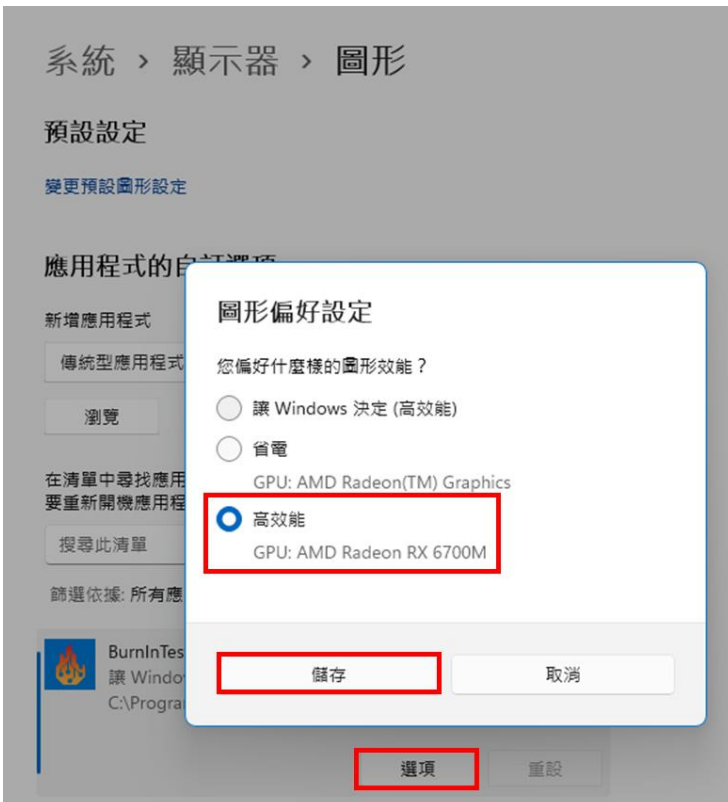 系統 › 顯示器 › 圖形
預設設定
變更預設圖形設定
應用程式的自訂選項
新增應用程式
傳統型應用程式
瀏覽
在清單中尋找應用
要重新開機應用程
搜尋此清單
篩選依據: 所有應
BurnInTes
讓 Windo
C:\Progra
選項
重設
圖形偏好設定
您偏好什麼樣的圖形效能？
讓 Windows 決定 (高效能)
省電
GPU: AMD Radeon(TM) Graphics
高效能
GPU: AMD Radeon RX 6700M
儲存
取消